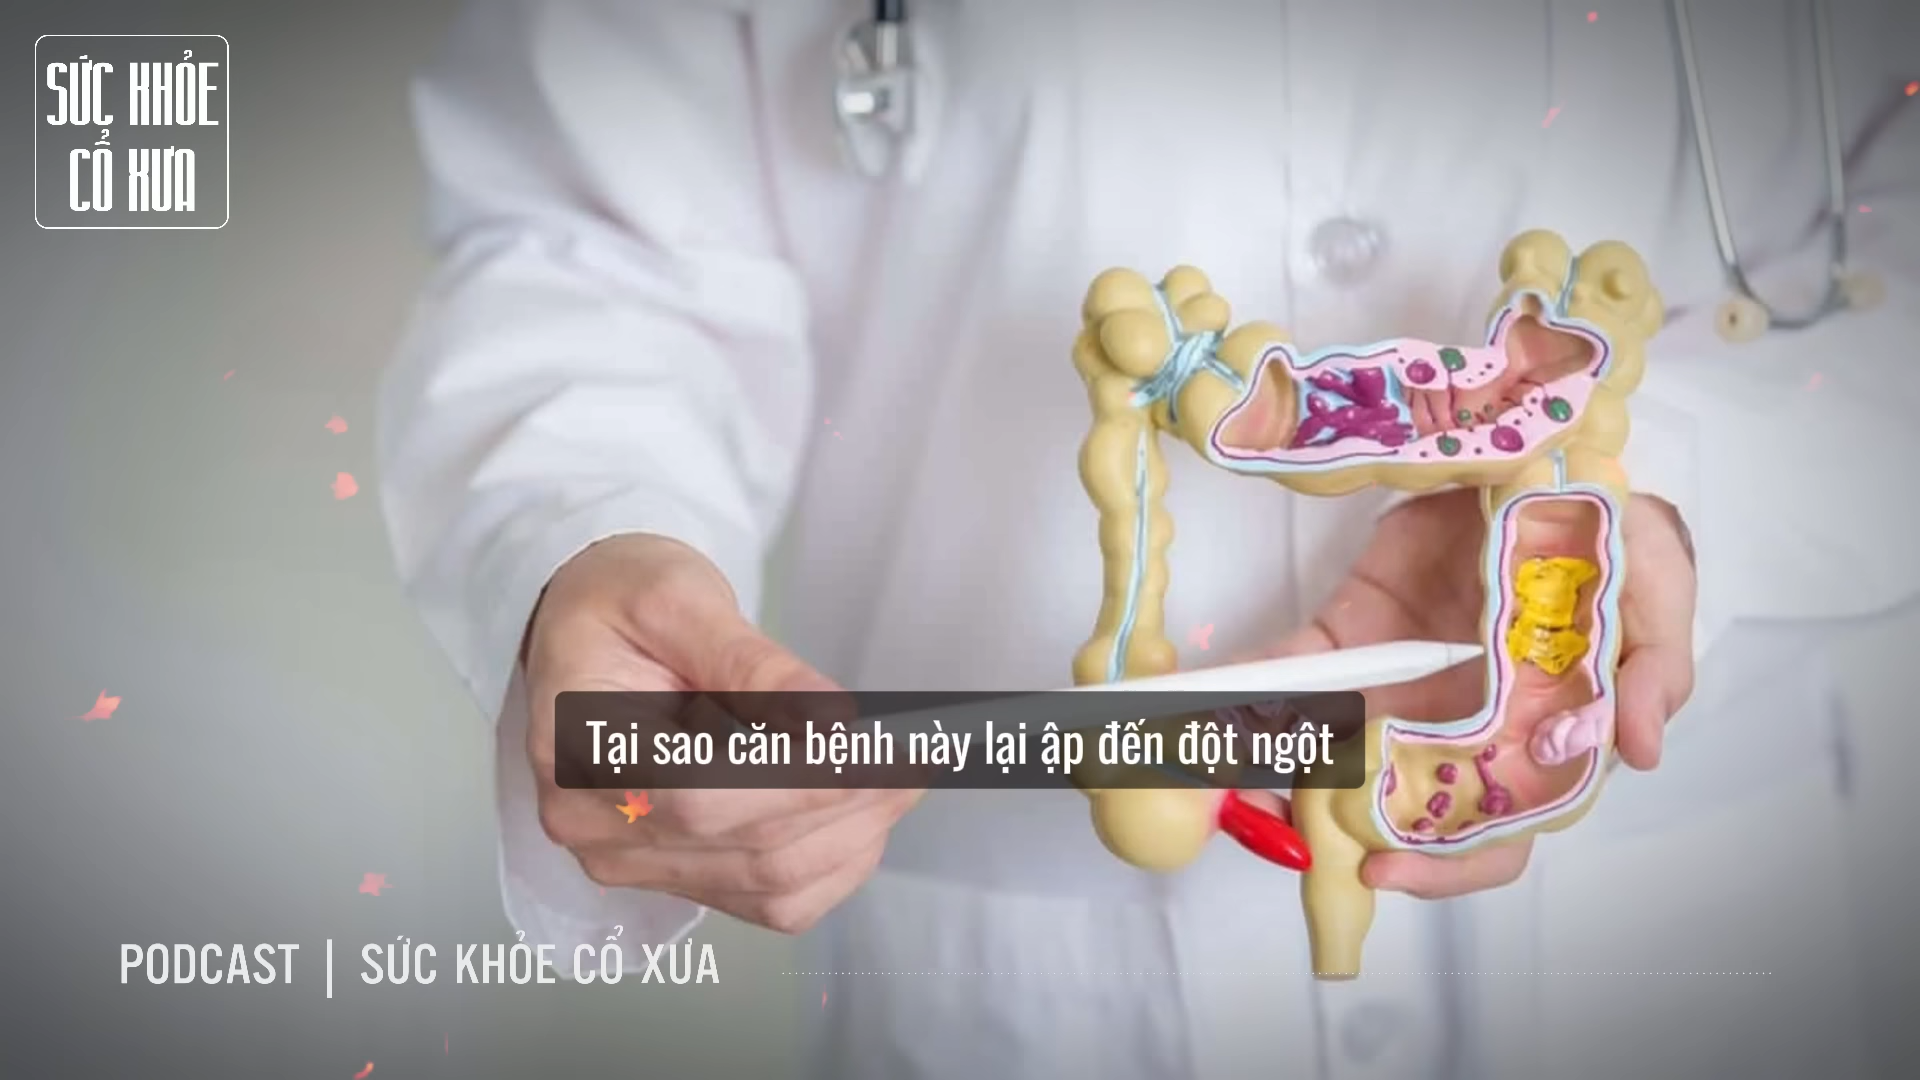 SỨC KHỎE
CỔ XƯA
Tại sao căn bệnh này lại ập đến đột ngột
PODCAST | SỨC KHỎE CỔ XƯA